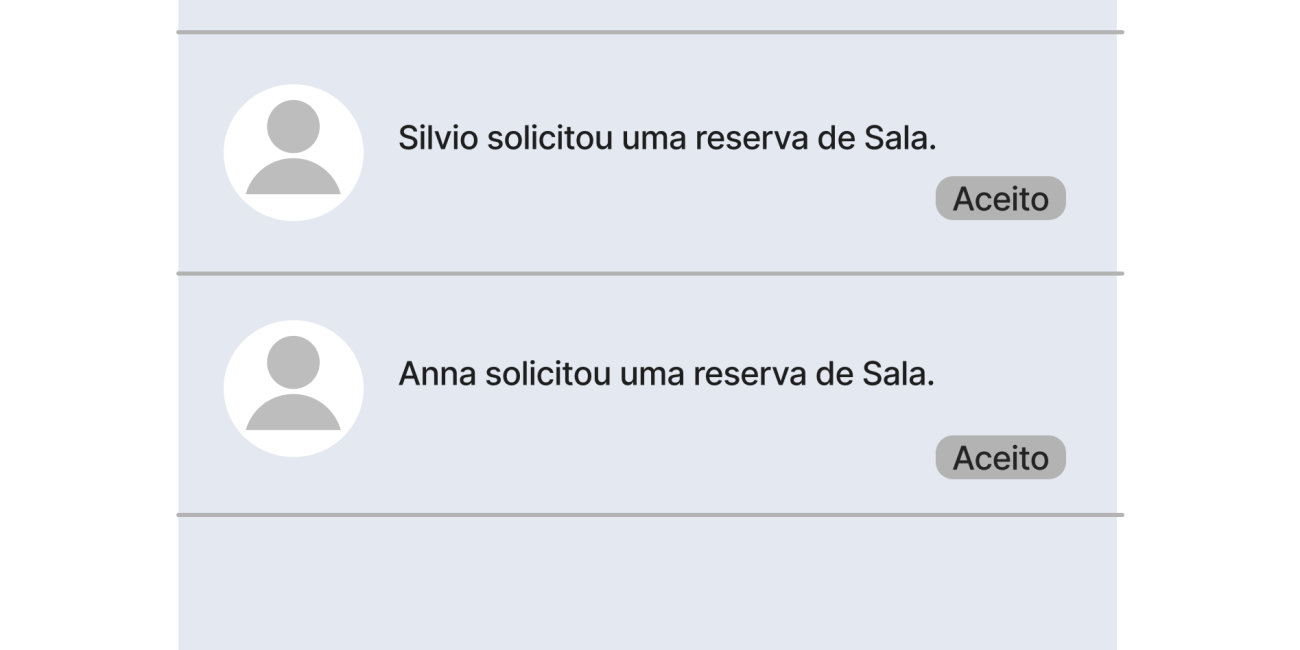 Silvio solicitou uma reserva de Sala.
Aceito
Anna solicitou uma reserva de Sala.
Aceito